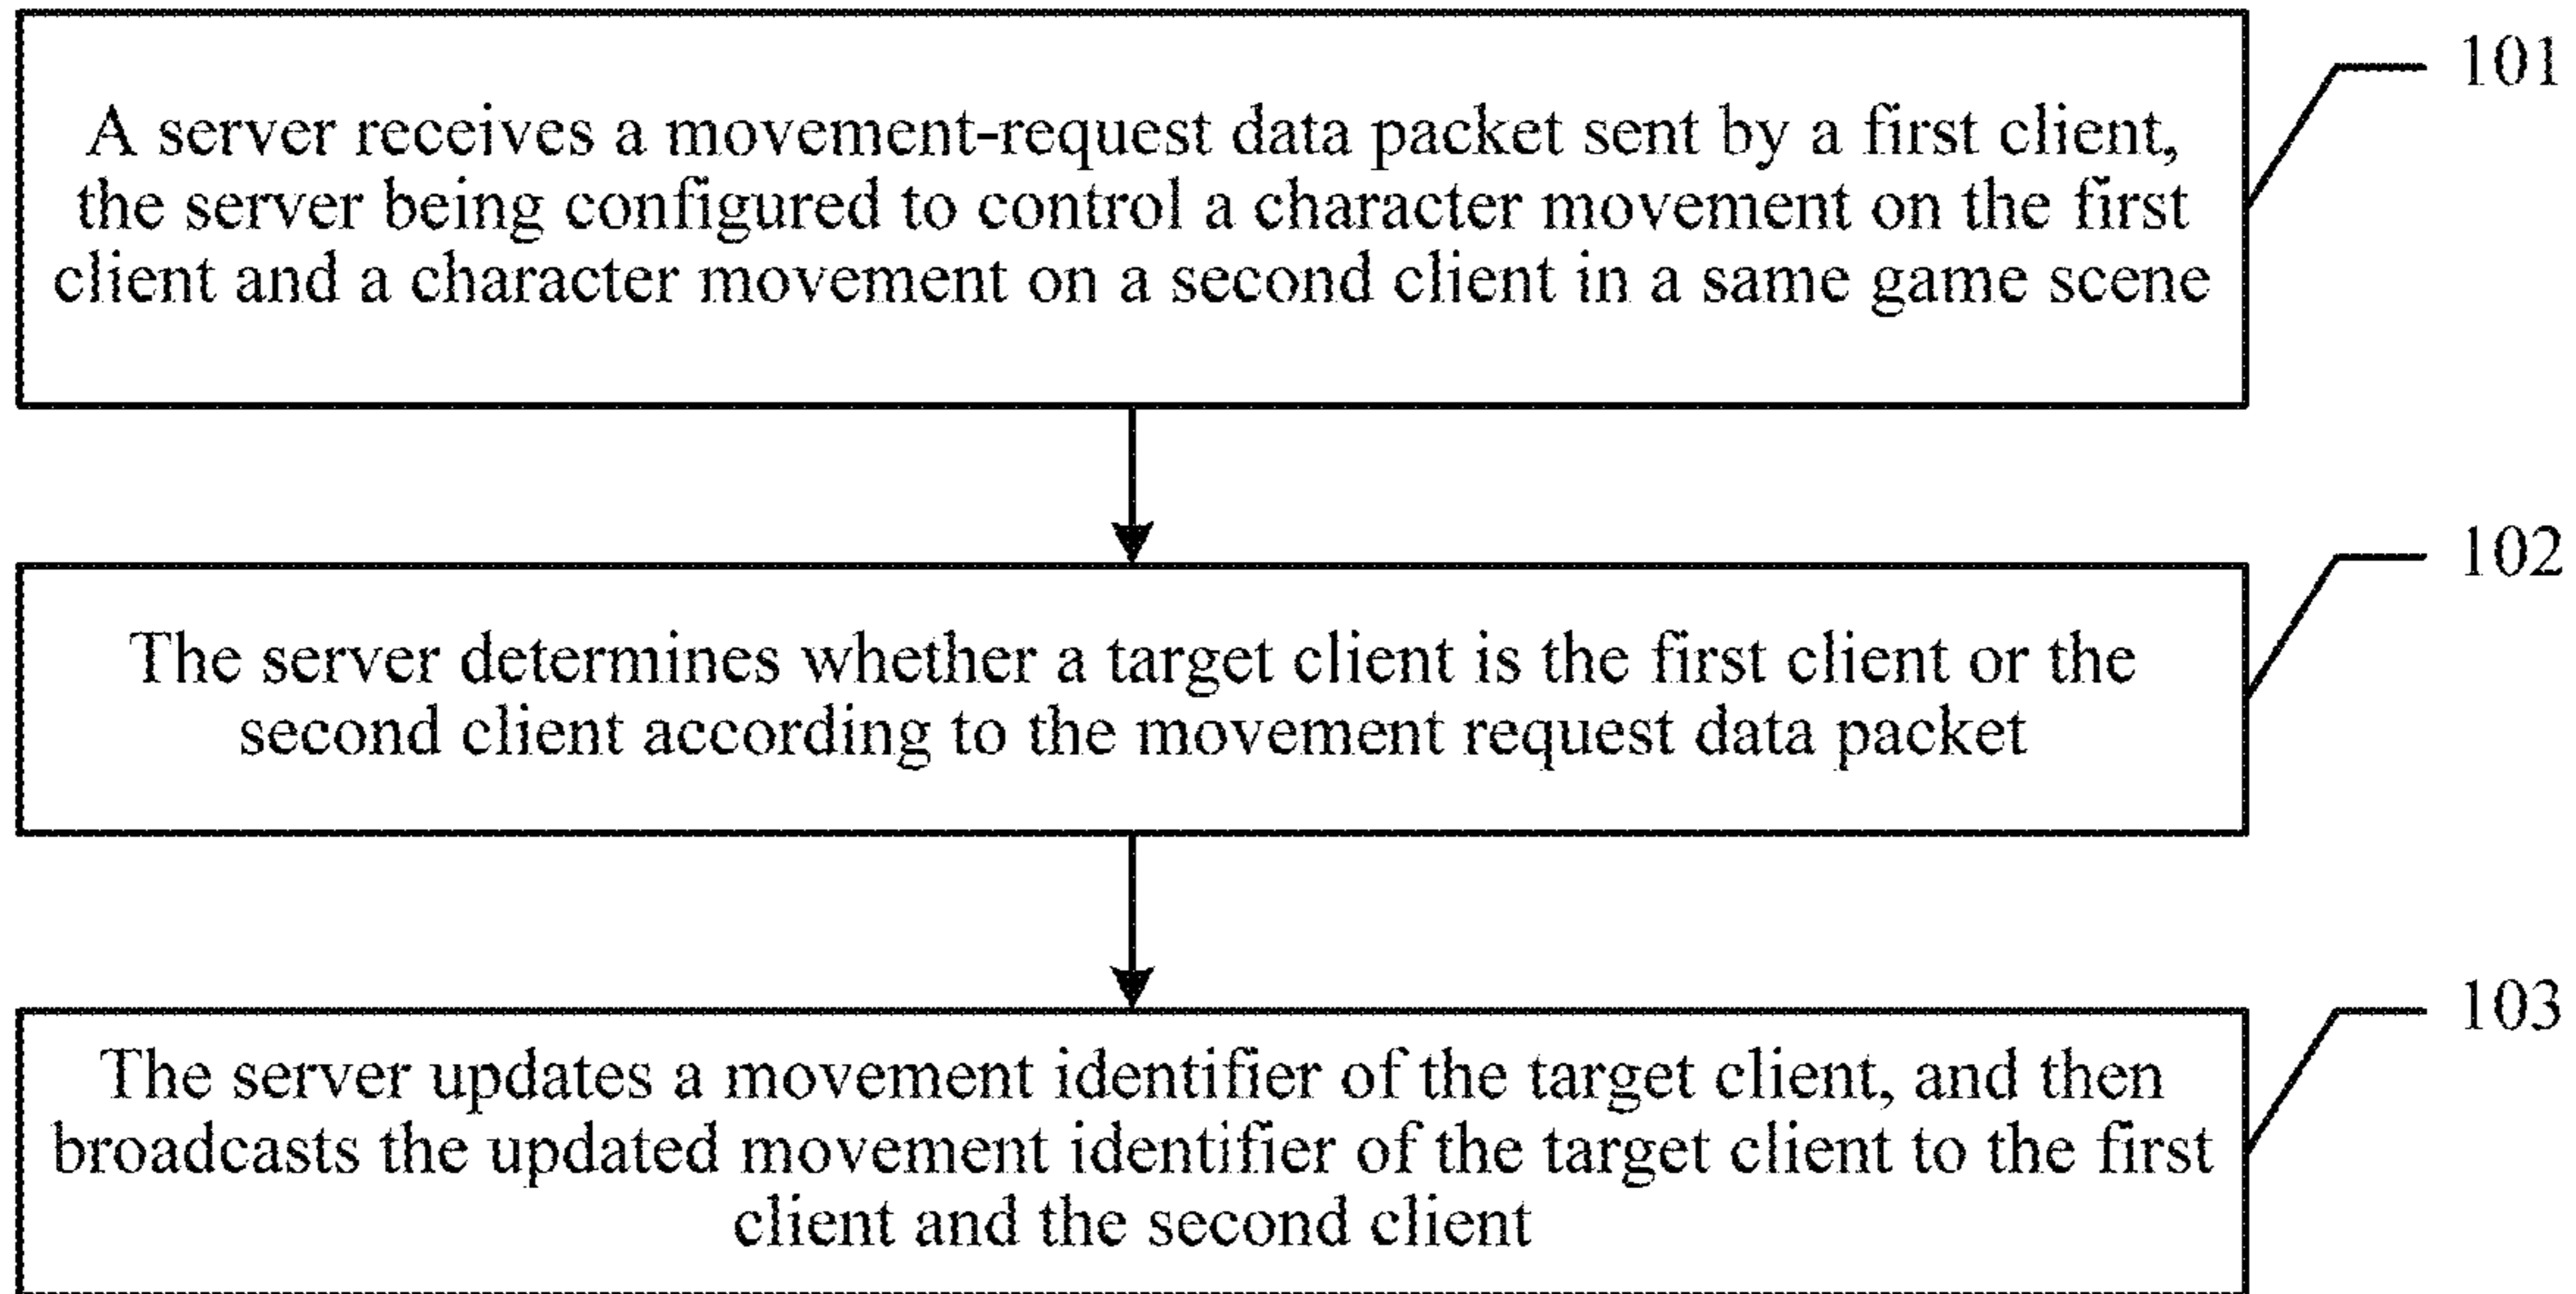 101
A server receives a movement-request data packet sent by a first client,
the server being configured to control a character movement on the first
client and a character movement on a second client in a same game scene
102
The server determines whether a target client is the first client or the
second client according to the movement request data packet
103
The server updates a movement identifier of the target client, and then
broadcasts the updated movement identifier of the target client to the first
client and the second client